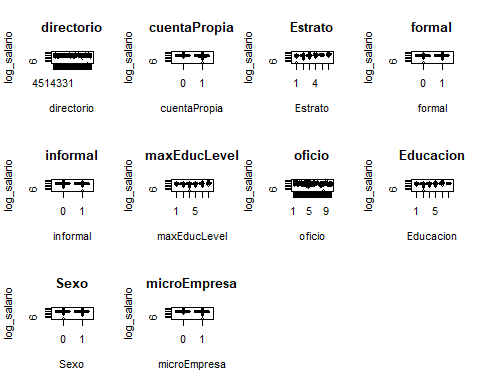 directorio
log_salario
6
4514331
directorio
cuentaPropia
log_salario
6
0 1
cuentaPropia
Estrato
log_salario
6
1 4
Estrato
formal
log_salario
6
0 1
formal
informal
log_salario
6
0 1
informal
maxEducLevel
log_salario
6
1 5
maxEducLevel
oficio
log_salario
6
1 5 9
oficio
Educacion
log_salario
6
1 5
Educacion
Sexo
log_salario
6
0 1
Sexo
microEmpresa
log_salario
6
0 1
microEmpresa